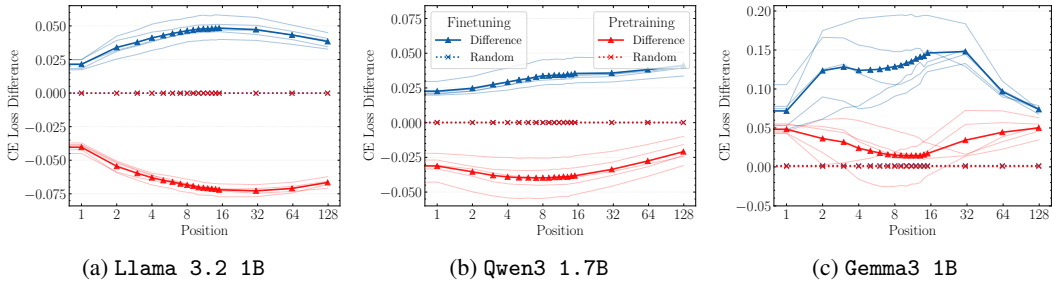 CE Loss Difference
0.050
0.025
0.000
−0.025
−0.050
−0.075
1 2 4 8 16 32 64 128
Position
(a) Llama 3.2 1B
CE Loss Difference
0.075
0.050
0.025
0.000
−0.025
−0.050
Finetuning
Difference
Random
Pretraining
Difference
Random
1 2 4 8 16 32 64 128
Position
(b) Qwen3 1.7B
CE Loss Difference
0.20
0.15
0.10
0.05
0.00
−0.05
1 2 4 8 16 32 64 128
Position
(c) Gemma3 1B